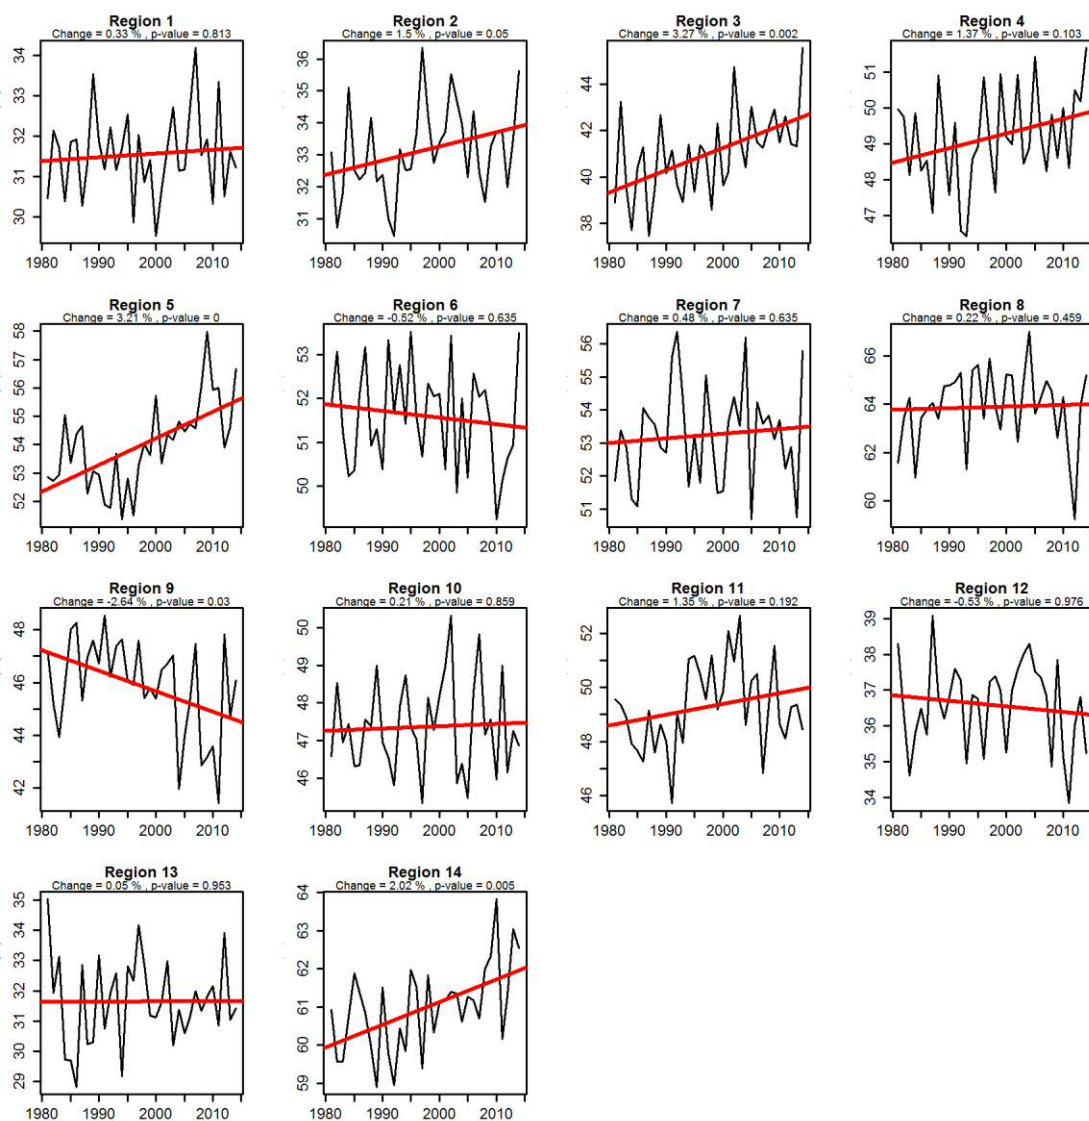 Region 1
Change = 0.33 % , p-value = 0.813
34
33
32
31
30
1980 1990 2000 2010
Region 2
Change = 1.5 % , p-value = 0.05
36
35
34
33
32
31
1980 1990 2000 2010
Region 3
Change = 3.27 % , p-value = 0.002
44
42
40
38
1980 1990 2000 2010
Region 4
Change = 1.37 % , p-value = 0.103
51
50
49
48
47
1980 1990 2000 2010
Region 5
Change = 3.21 % , p-value = 0
58
57
56
55
54
53
52
1980 1990 2000 2010
Region 6
Change = -0.52 % , p-value = 0.635
53
52
51
50
1980 1990 2000 2010
Region 7
Change = 0.48 % , p-value = 0.635
56
55
54
53
52
51
1980 1990 2000 2010
Region 8
Change = 0.22 % , p-value = 0.459
66
64
62
60
1980 1990 2000 2010
Region 9
Change = -2.64 % , p-value = 0.03
48
46
44
42
1980 1990 2000 2010
Region 10
Change = 0.21 % , p-value = 0.859
50
49
48
47
46
1980 1990 2000 2010
Region 11
Change = 1.35 % , p-value = 0.192
52
50
48
46
1980 1990 2000 2010
Region 12
Change = -0.53 % , p-value = 0.976
39
38
37
36
35
34
1980 1990 2000 2010
Region 13
Change = 0.05 % , p-value = 0.953
35
34
33
32
31
30
29
1980 1990 2000 2010
Region 14
Change = 2.02 % , p-value = 0.005
64
63
62
61
60
59
1980 1990 2000 2010